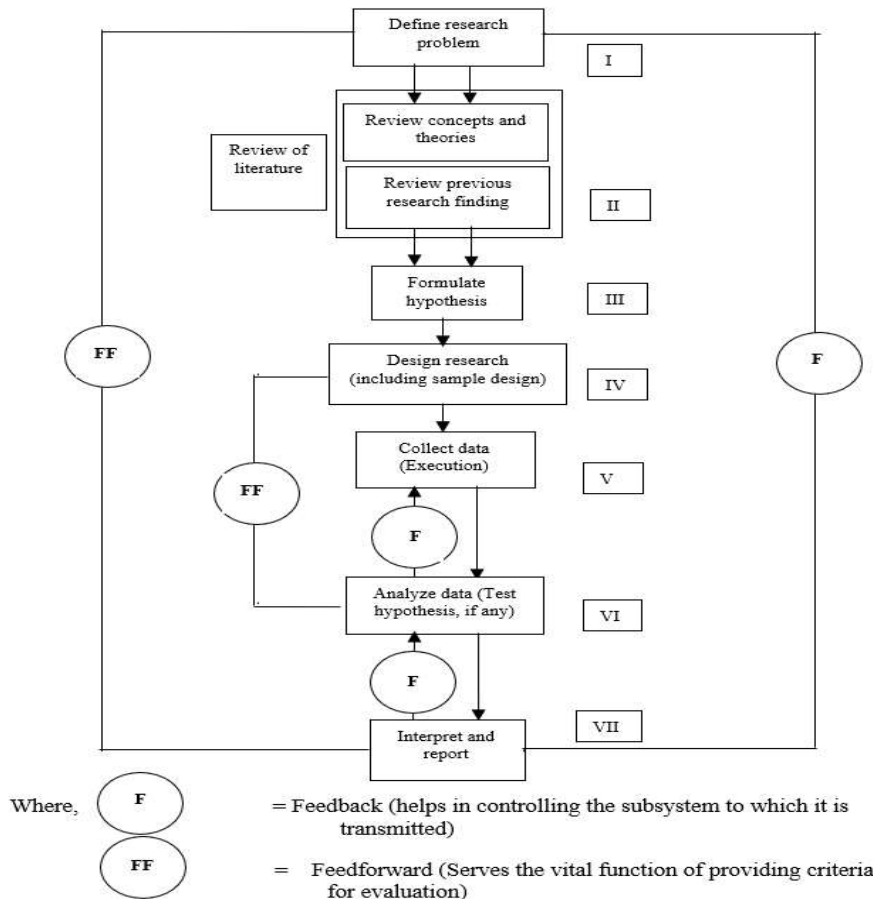 Define research
problem
I
Review concepts and
theories
Review of
literature
Review previous
research finding
II
Formulate
hypothesis
III
FF
F
Design research
(including sample design)
IV
Collect data
(Execution)
V
FF
F
Analyze data (Test
hypothesis, if any)
VI
F
VII
Interpret and
report
Where,
F
= Feedback (helps in controlling the subsystem to which it is
transmitted)
FF
= Feedforward (Serves the vital function of providing criteria
for evaluation)